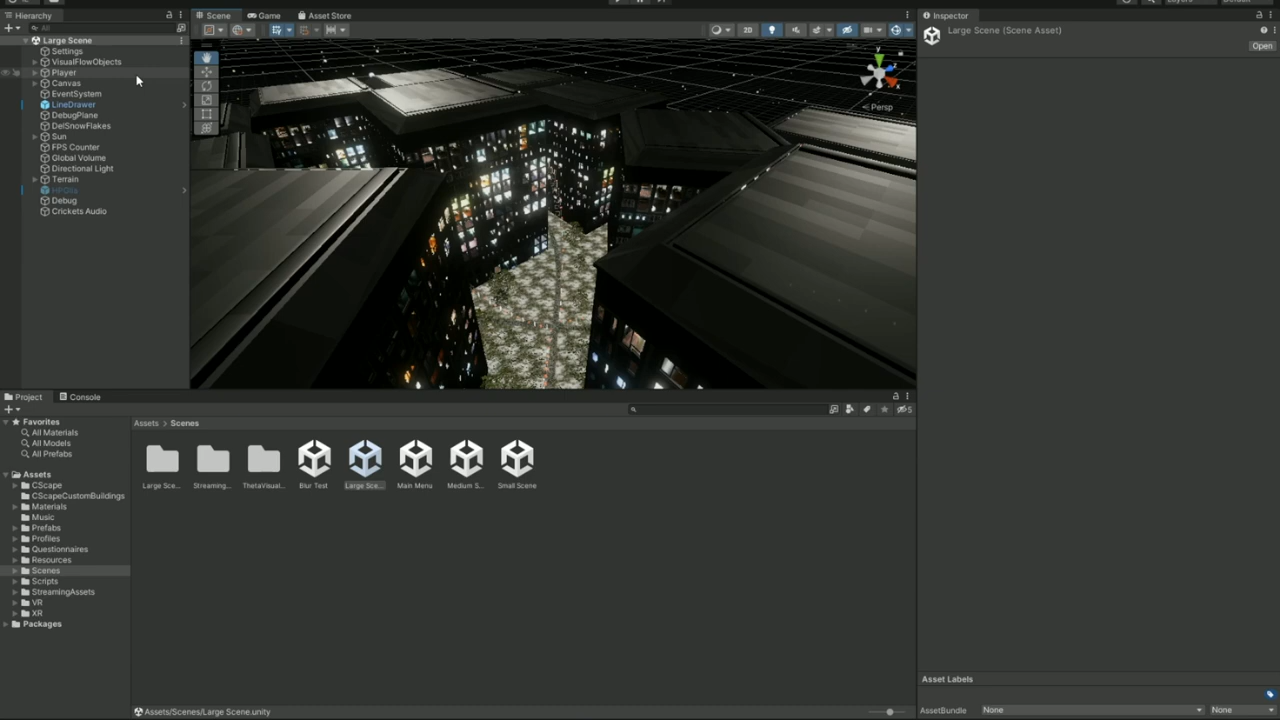 Hierarchy
All
Large Scene
Settings
VisualFlowObjects
Player
Canvas
EventSystem
LineDrawer
DebugPlane
DelSnowFlakes
Sun
FPS Counter
Global Volume
Directional Light
Terrain
Debug
Crickets Audio
Scene
Game
Asset Store
2D
y
x
Persp
Inspector
Large Scene (Scene Asset)
Open
Project
Console
5
Favorites
All Materials
All Models
All Prefabs
Assets
CScape
CScapeCustomBuildings
Materials
Music
Prefabs
Profiles
Questionnaires
Resources
Scenes
Scripts
StreamingAssets
VR
XR
Packages
Assets > Scenes
Large Sce...
Streaming...
ThetaVisual...
Blur Test
Large Sce...
Main Menu
Medium S...
Small Scene
Assets/Scenes/Large Scene.unity
Asset Labels
AssetBundle None None